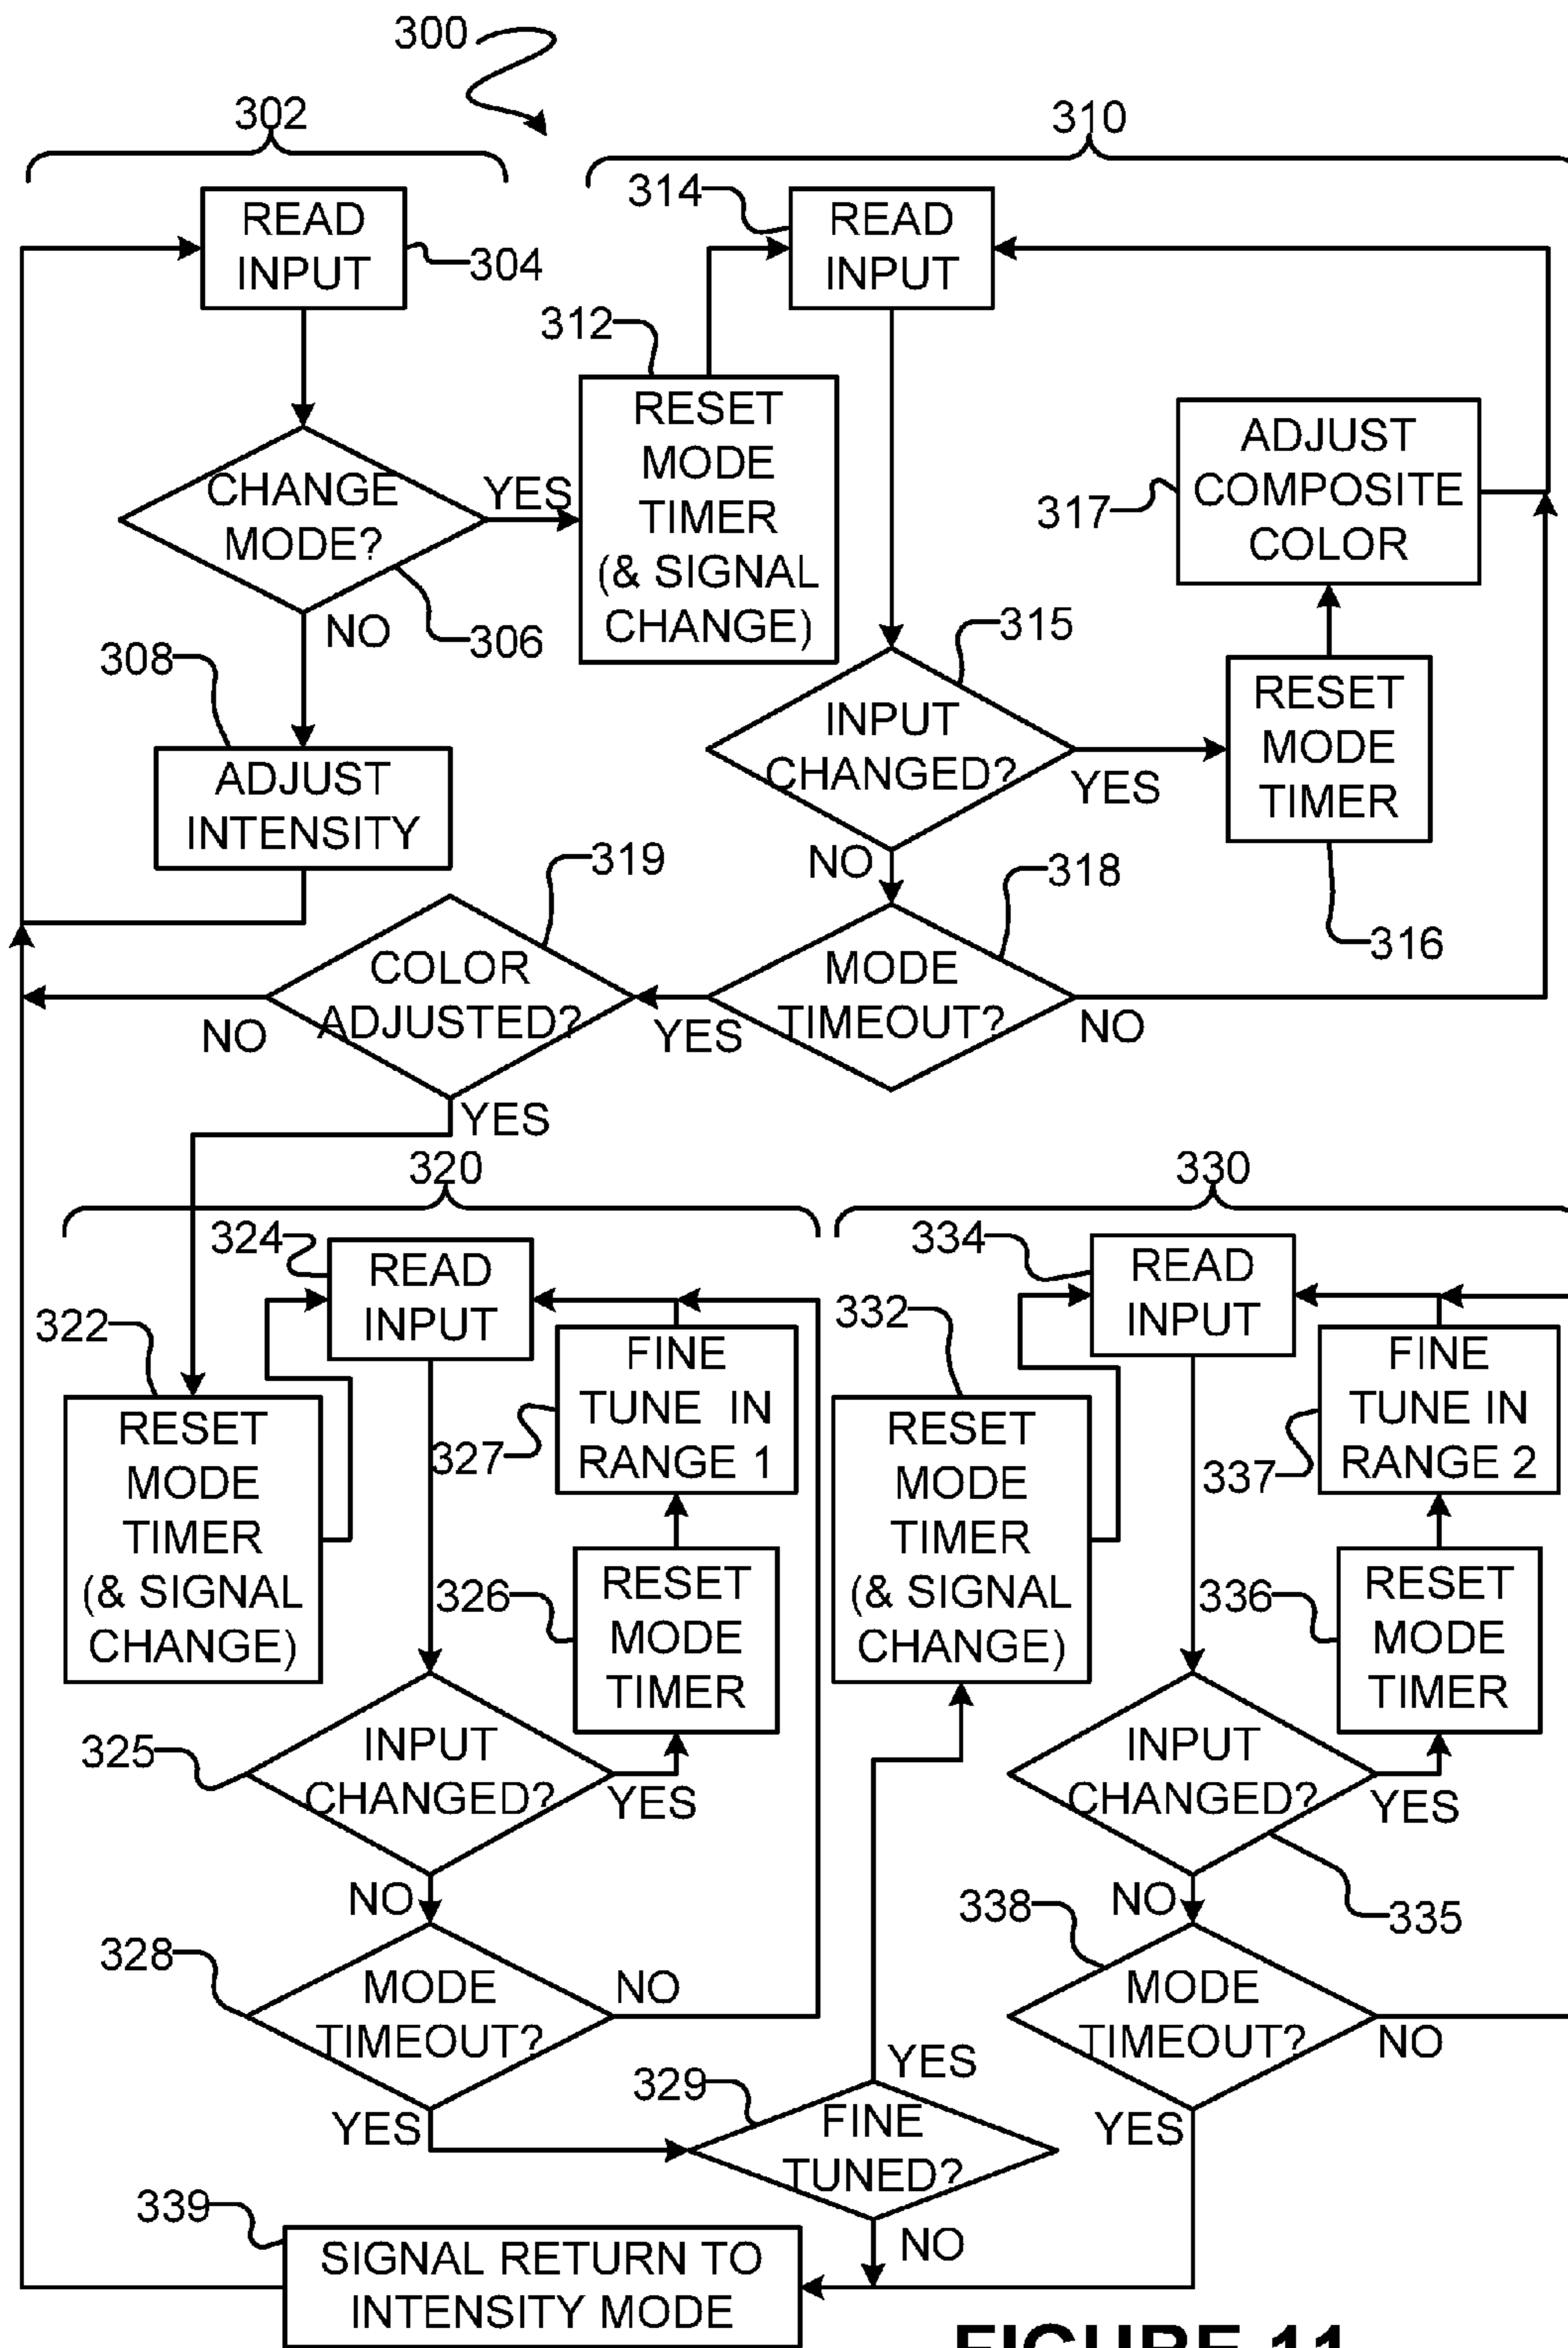 300
302
310
READ
INPUT
304
314
READ
INPUT
312
RESET
MODE
TIMER
(& SIGNAL
CHANGE)
CHANGE
MODE?
YES
NO
306
308
ADJUST
INTENSITY
ADJUST
COMPOSITE
COLOR
317
315
INPUT
CHANGED?
YES
NO
RESET
MODE
TIMER
316
318
MODE
TIMEOUT?
NO
YES
319
COLOR
ADJUSTED?
NO
YES
320
324
READ
INPUT
322
RESET
MODE
TIMER
(& SIGNAL
CHANGE)
FINE
TUNE IN
RANGE 1
327
326
RESET
MODE
TIMER
325
INPUT
CHANGED?
YES
NO
328
MODE
TIMEOUT?
NO
YES
329
FINE
TUNED?
YES
NO
330
334
READ
INPUT
332
RESET
MODE
TIMER
(& SIGNAL
CHANGE)
FINE
TUNE IN
RANGE 2
337
336
RESET
MODE
TIMER
INPUT
CHANGED?
YES
NO
335
338
MODE
TIMEOUT?
NO
YES
339
SIGNAL RETURN TO
INTENSITY MODE
FIGURE 11